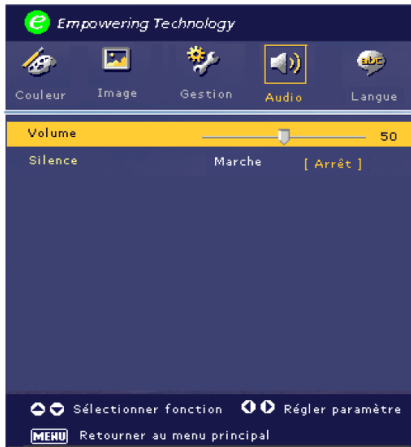 e Empowering Technology
Couleur Image Gestion Audio Langue
abc
Volume 50
Silence Marche [ Arrêt ]
Sélectionner fonction Régler paramètre
MENU Retourner au menu principal